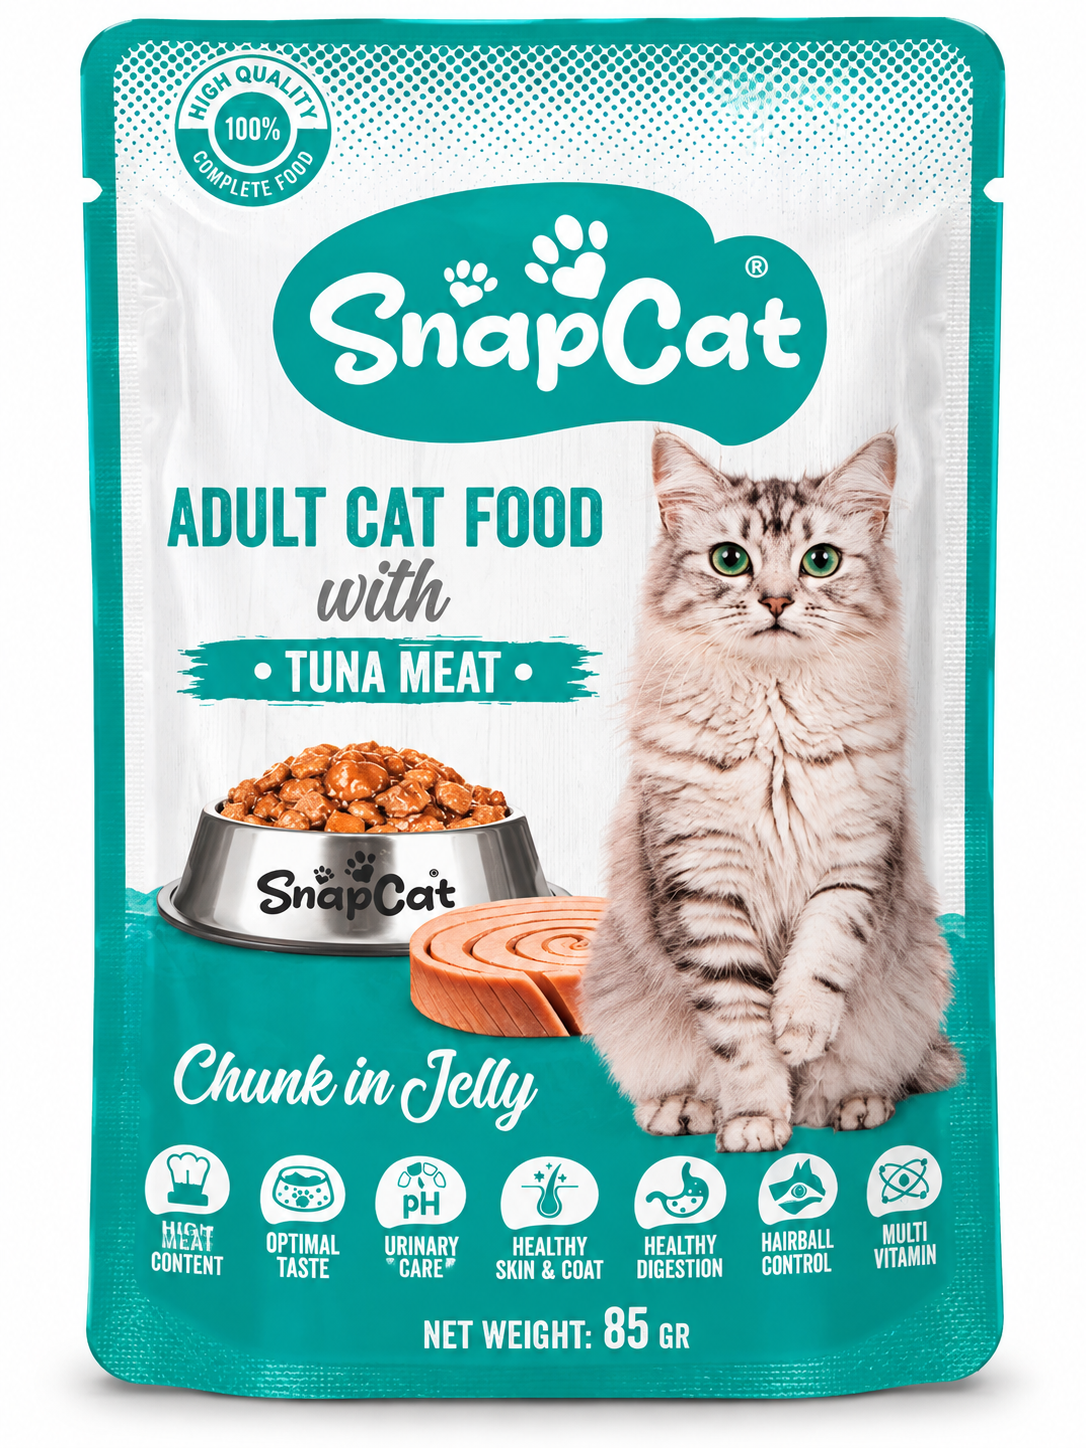 HIGH QUALITY
100%
COMPLETE FOOD
SnapCat®
ADULT CAT FOOD
with
• TUNA MEAT •
SnapCat®
Chunk in Jelly
HIGH
MEAT
CONTENT
OPTIMAL
TASTE
URINARY
CARE
HEALTHY
SKIN & COAT
HEALTHY
DIGESTION
HAIRBALL
CONTROL
MULTI
VITAMIN
pH
NET WEIGHT: 85 GR